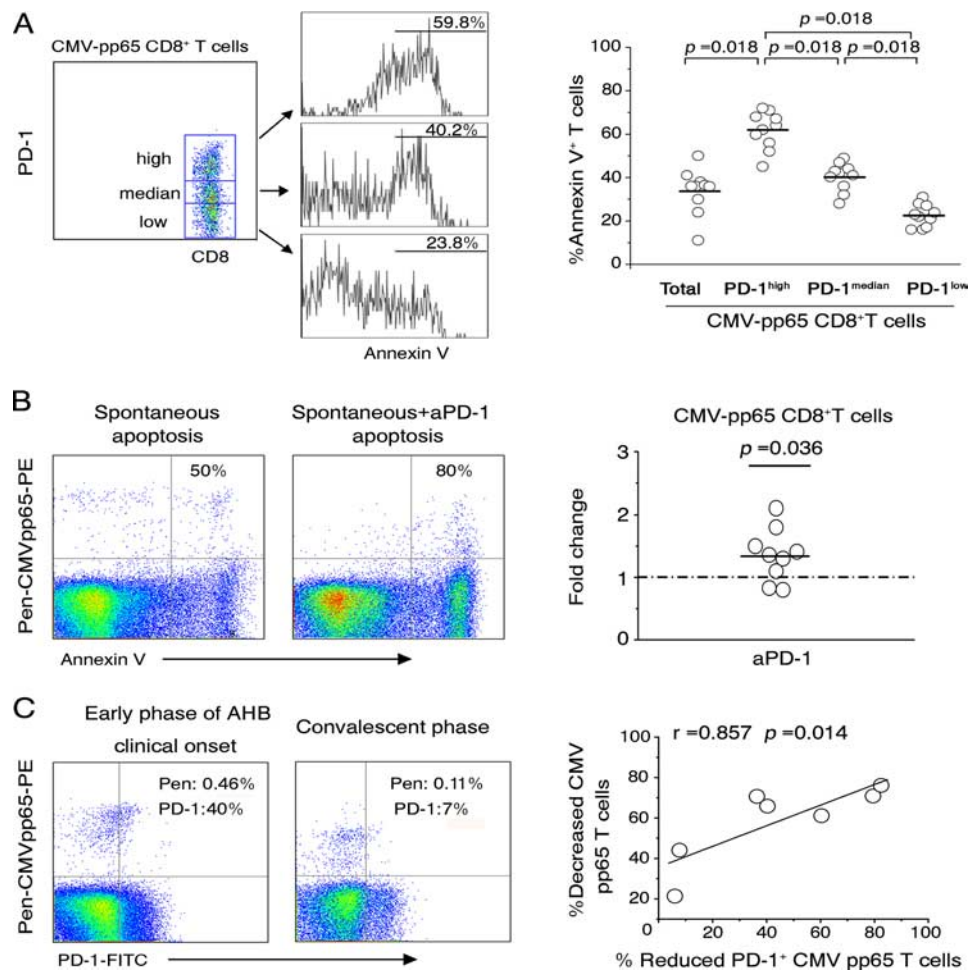 A
CMV-pp65 CD8⁺ T cells
PD-1
high
median
low
CD8
59.8%
40.2%
23.8%
Annexin V
p =0.018
p =0.018 p =0.018 p =0.018
%Annexin V⁺ T cells
100
80
60
40
20
0
Total PD-1ʰⁱᵍʰ PD-1ᵐᵉᵈⁱᵃⁿ PD-1ˡᵒʷ
CMV-pp65 CD8⁺T cells
B
Spontaneous
apoptosis
Spontaneous+aPD-1
apoptosis
Pen-CMVpp65-PE
50%
80%
Annexin V
CMV-pp65 CD8⁺T cells
p =0.036
Fold change
3
2
1
0
aPD-1
C
Early phase of AHB
clinical onset
Convalescent phase
Pen-CMVpp65-PE
Pen: 0.46%
PD-1:40%
Pen: 0.11%
PD-1:7%
PD-1-FITC
r =0.857 p =0.014
%Decreased CMV
pp65 T cells
100
80
60
40
20
0 20 40 60 80 100
% Reduced PD-1⁺ CMV pp65 T cells